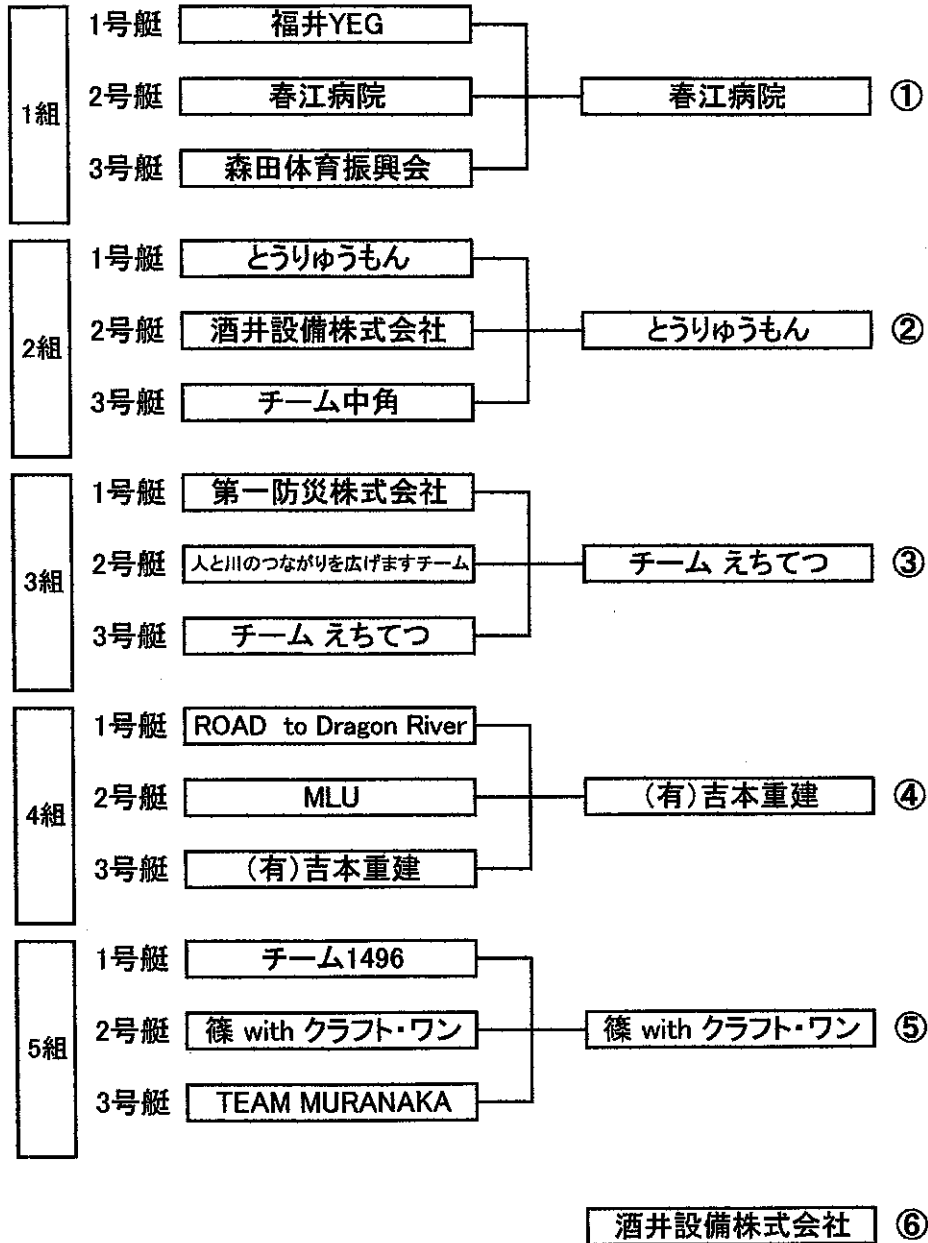 1号艇 福井YEG
1組 2号艇 春江病院 春江病院 ①
3号艇 森田体育振興会
1号艇 とうりゅうもん
2組 2号艇 酒井設備株式会社 とうりゅうもん ②
3号艇 チーム中角
1号艇 第一防災株式会社
3組 2号艇 人と川のつながりを広げますチーム チーム えちてつ ③
3号艇 チーム えちてつ
1号艇 ROAD to Dragon River
4組 2号艇 MLU (有)吉本重建 ④
3号艇 (有)吉本重建
1号艇 チーム1496
5組 2号艇 篠 with クラフト・ワン 篠 with クラフト・ワン ⑤
3号艇 TEAM MURANAKA
酒井設備株式会社 ⑥